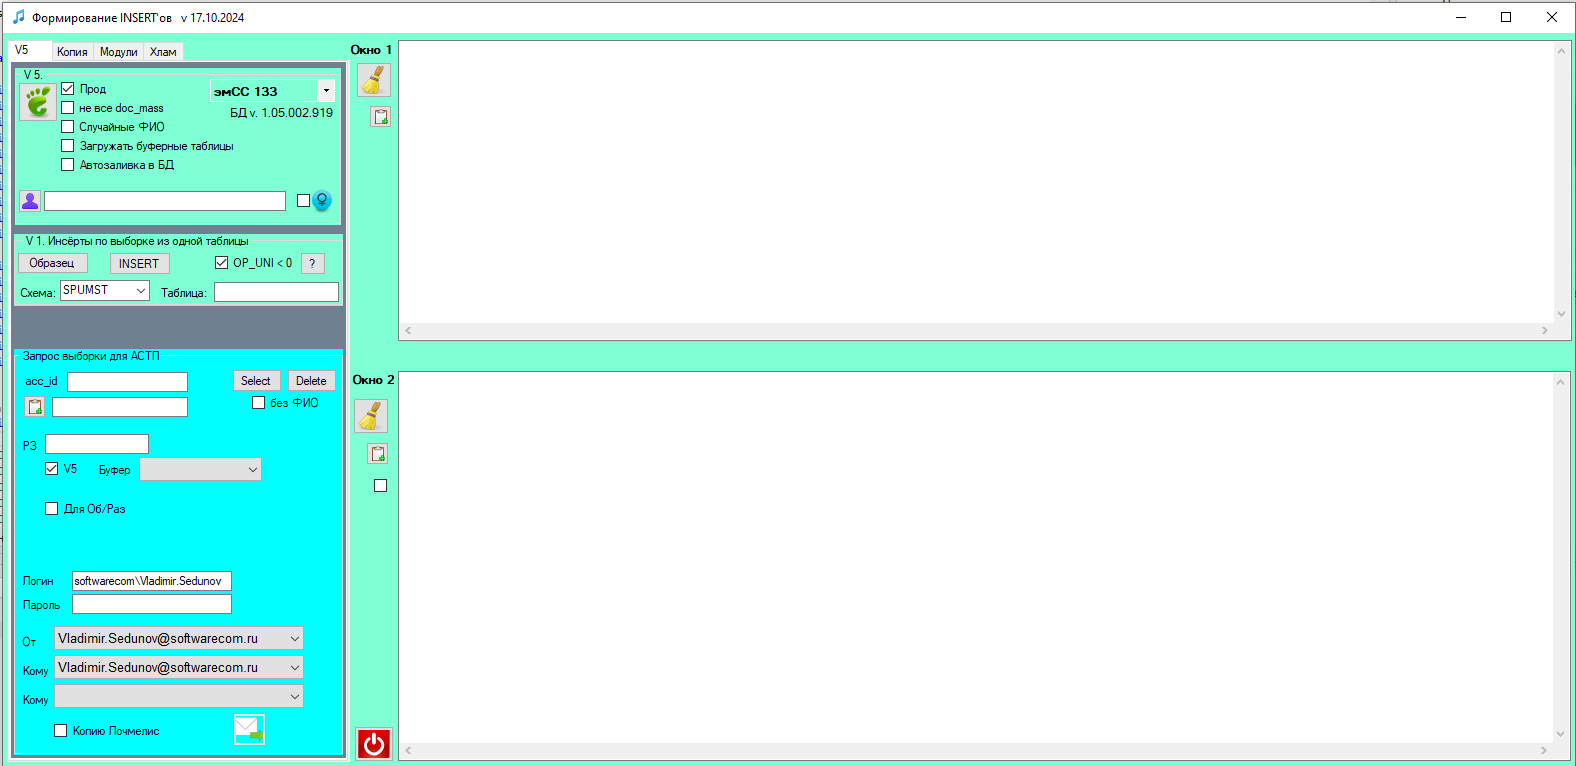 Формирование INSERT'ов v 17.10.2024
V5 Копия Модули Хлам
Окно 1
V 5.
Прод
эмСС 133
не все doc_mass
БД v. 1.05.002.919
Случайные ФИО
Загружать буферные таблицы
Автозаливка в БД
V 1. Инсёрты по выборке из одной таблицы
Образец INSERT OP_UNI < 0 ?
Схема: SPUMST Таблица:
Запрос выборки для АСТП
acc_id Select Delete
без ФИО
РЗ
V5 Буфер
Для Об/Раз
Логин softwarecom\Vladimir.Sedunov
Пароль
От Vladimir.Sedunov@softwarecom.ru
Кому Vladimir.Sedunov@softwarecom.ru
Кому
Копию Лочмелис
Окно 2